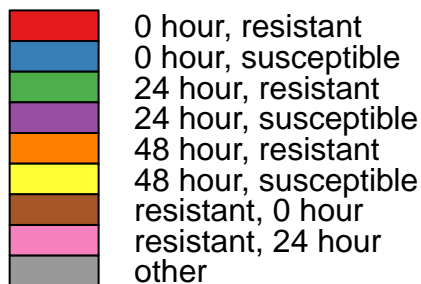 0 hour, resistant
0 hour, susceptible
24 hour, resistant
24 hour, susceptible
48 hour, resistant
48 hour, susceptible
resistant, 0 hour
resistant, 24 hour
other